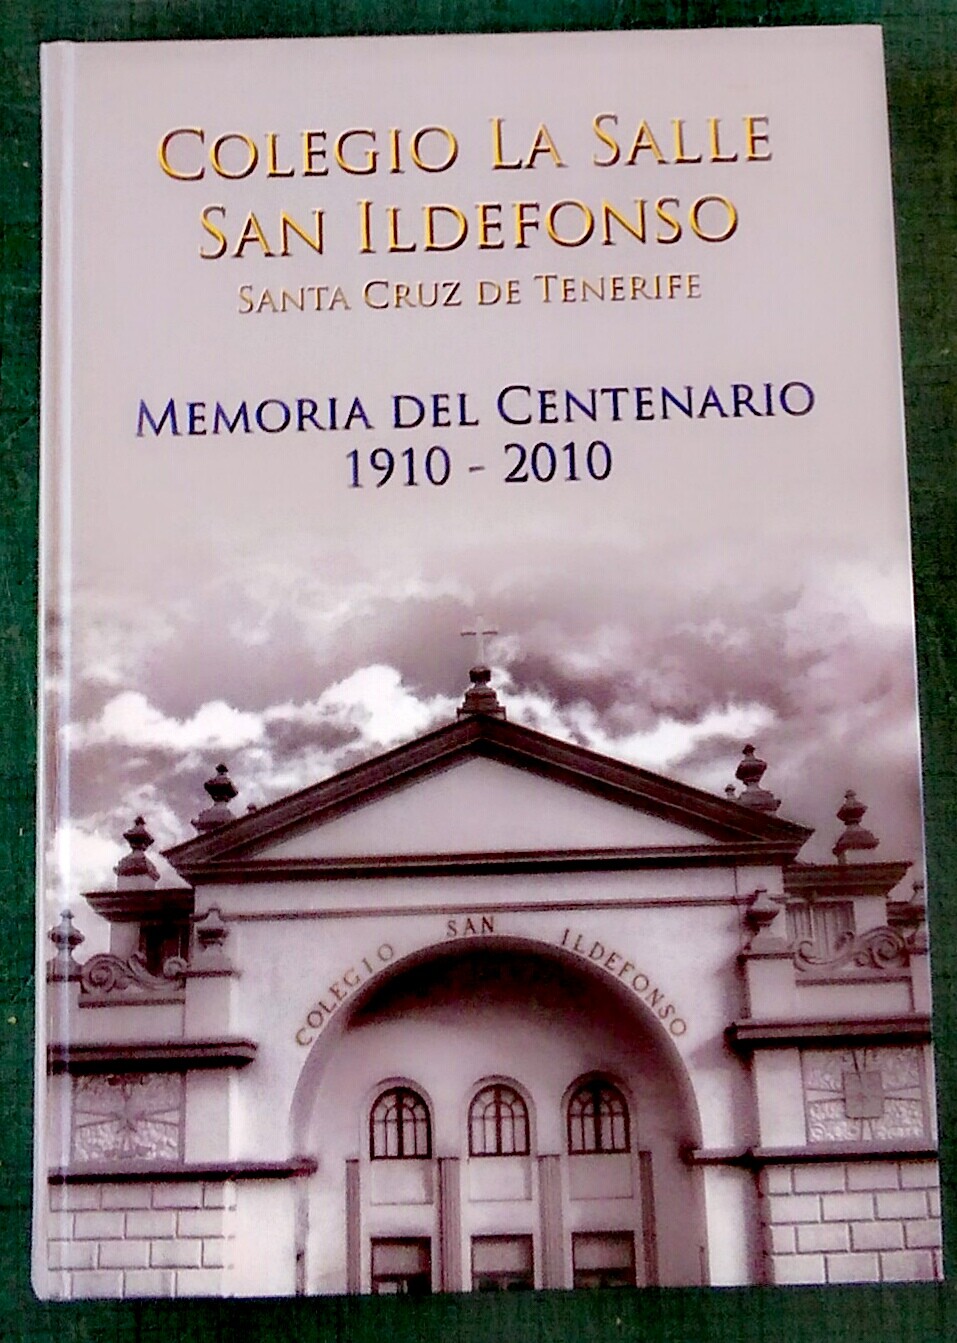 COLEGIO LA SALLE
SAN ILDEFONSO
SANTA CRUZ DE TENERIFE
MEMORIA DEL CENTENARIO
1910 - 2010
COLEGIO SAN ILDEFONSO